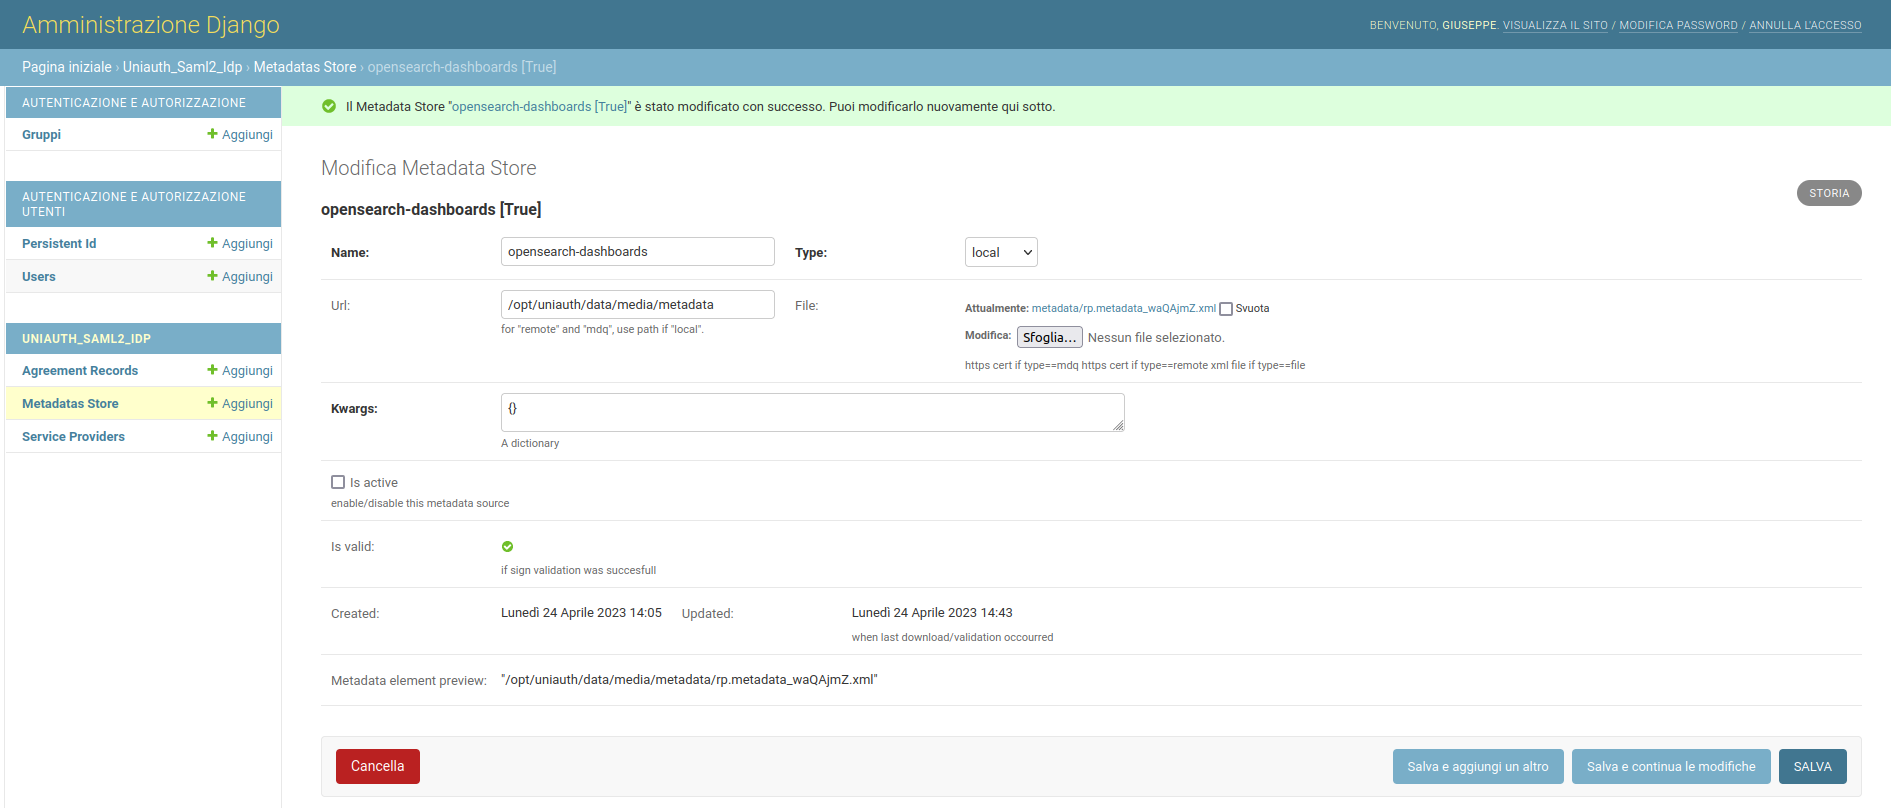 Amministrazione Django
BENVENUTO, GIUSEPPE. VISUALIZZA IL SITO / MODIFICA PASSWORD / ANNULLA L'ACCESSO
Pagina iniziale › Uniauth_Saml2_Idp › Metadatas Store › opensearch-dashboards [True]
AUTENTICAZIONE E AUTORIZZAZIONE
Gruppi
Aggiungi
AUTENTICAZIONE E AUTORIZZAZIONE
UTENTI
Persistent Id
Aggiungi
Users
Aggiungi
UNIAUTH_SAML2_IDP
Agreement Records
Aggiungi
Metadatas Store
Aggiungi
Service Providers
Aggiungi
Il Metadata Store "opensearch-dashboards [True]" è stato modificato con successo. Puoi modificarlo nuovamente qui sotto.
Modifica Metadata Store
STORIA
opensearch-dashboards [True]
Name:
opensearch-dashboards
Type:
local
Url:
/opt/uniauth/data/media/metadata
for "remote" and "mdq", use path if "local".
File:
Attualmente: metadata/rp.metadata_waQAjmZ.xml Svuota
Modifica: Sfoglia... Nessun file selezionato.
https cert if type==mdq https cert if type==remote xml file if type==file
Kwargs:
{}
A dictionary
Is active
enable/disable this metadata source
Is valid:
if sign validation was succesfull
Created:
Lunedì 24 Aprile 2023 14:05
Updated:
Lunedì 24 Aprile 2023 14:43
when last download/validation occourred
Metadata element preview:
"/opt/uniauth/data/media/metadata/rp.metadata_waQAjmZ.xml"
Cancella
Salva e aggiungi un altro
Salva e continua le modifiche
SALVA